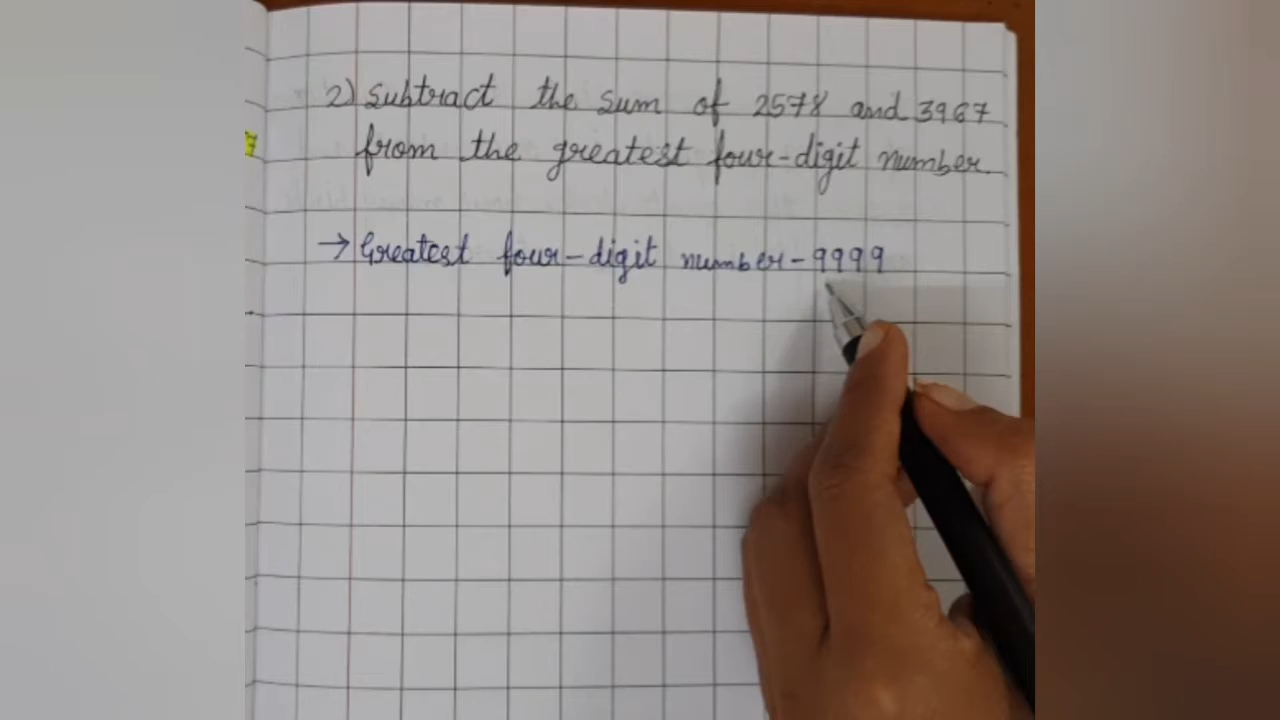 2) Subtract the sum of 2578 and 3967
from the greatest four-digit number.
→ Greatest four-digit number - 9999